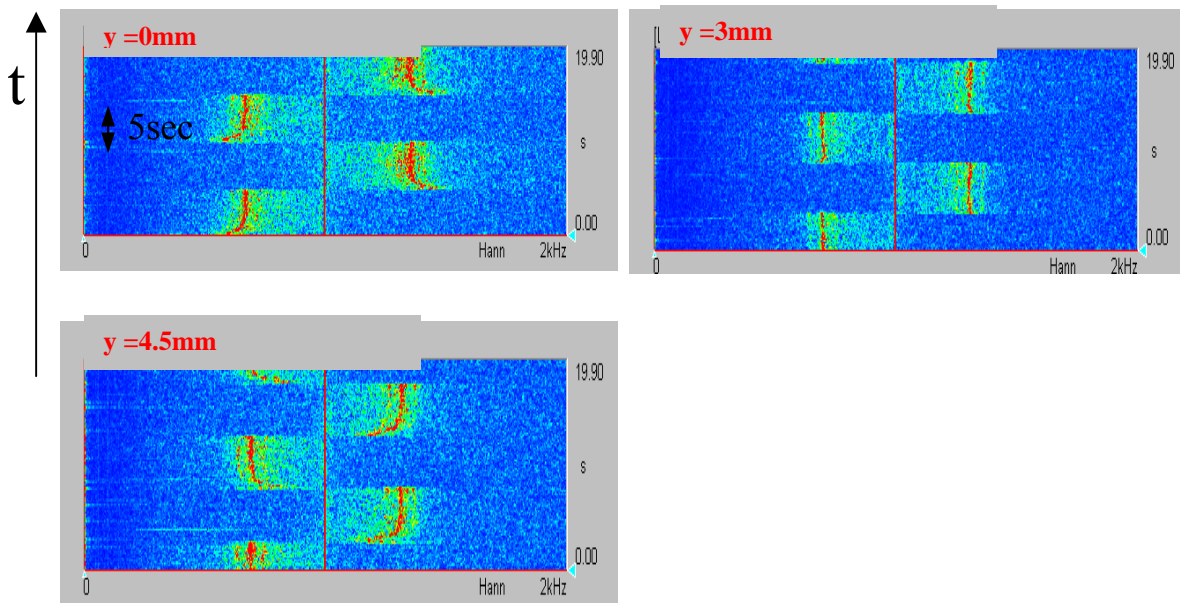 t
y =0mm
5sec
19.90
s
0.00
0
Hann 2kHz
y =3mm
19.90
s
0.00
0
Hann 2kHz
y =4.5mm
19.90
s
0.00
0
Hann 2kHz